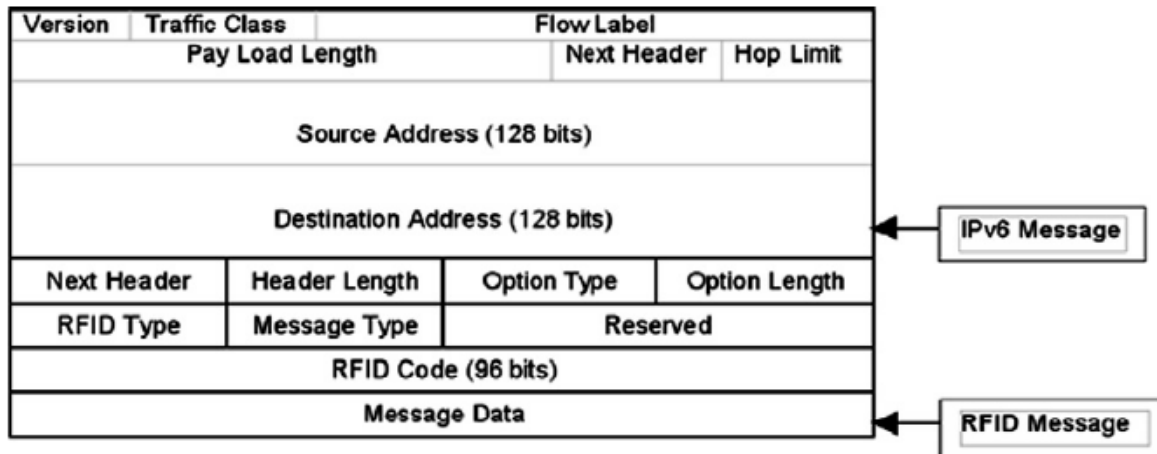 Version Traffic Class Flow Label
Pay Load Length Next Header Hop Limit
Source Address (128 bits)
Destination Address (128 bits)
IPv6 Message
Next Header Header Length Option Type Option Length
RFID Type Message Type Reserved
RFID Code (96 bits)
Message Data
RFID Message